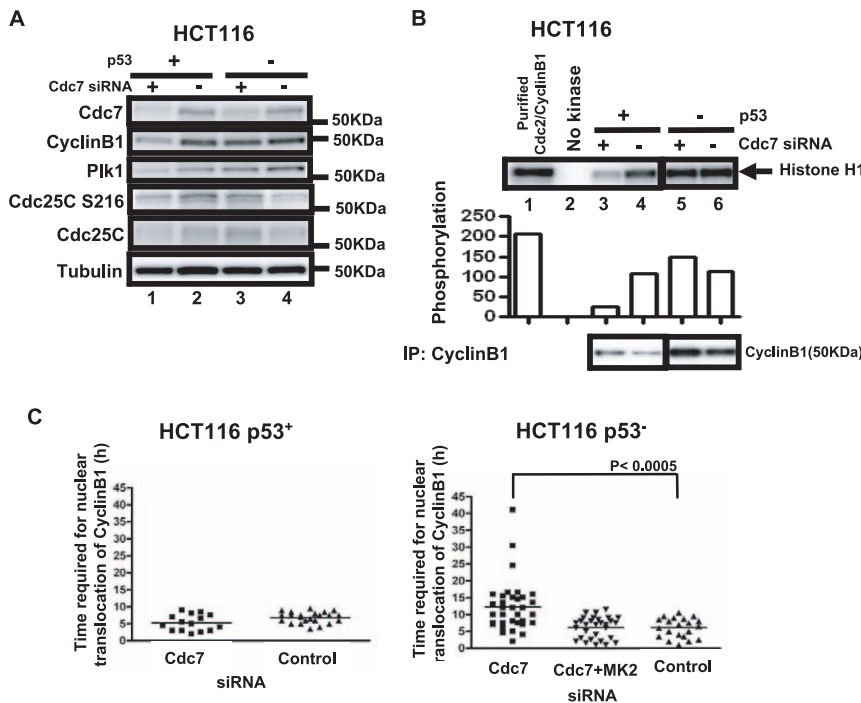 A
HCT116
p53 + -
Cdc7 siRNA + - + -
Cdc7 50KDa
CyclinB1 50KDa
Plk1 50KDa
Cdc25C S216 50KDa
Cdc25C 50KDa
Tubulin 50KDa
1 2 3 4
B
HCT116
Purified
Cdc2/CyclinB1
No kinase
+ - p53
+ - + - Cdc7 siRNA
Histone H1
1 2 3 4 5 6
Phosphorylation
250
200
150
100
50
0
IP: CyclinB1
CyclinB1(50KDa)
C
HCT116 p53+
Time required for nuclear
translocation of CyclinB1 (h)
45
40
35
30
25
20
15
10
5
0
Cdc7 Control
siRNA
HCT116 p53-
P< 0.0005
Time required for nuclear
ranslocation of CyclinB1 (h)
45
40
35
30
25
20
15
10
5
0
Cdc7 Cdc7+MK2 Control
siRNA